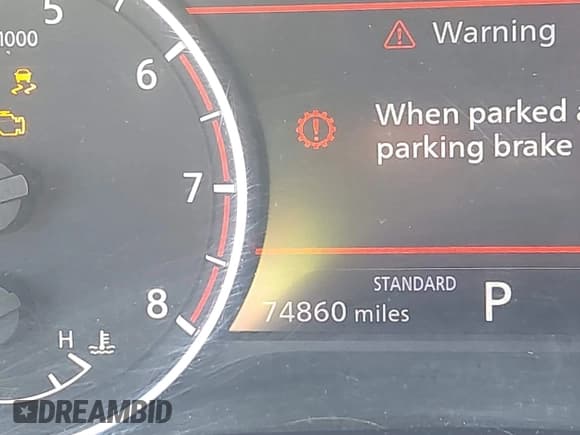 5
1000
6
7
8
H
Warning
When parked
parking brake
STANDARD
74860 miles
P
DREAMBID